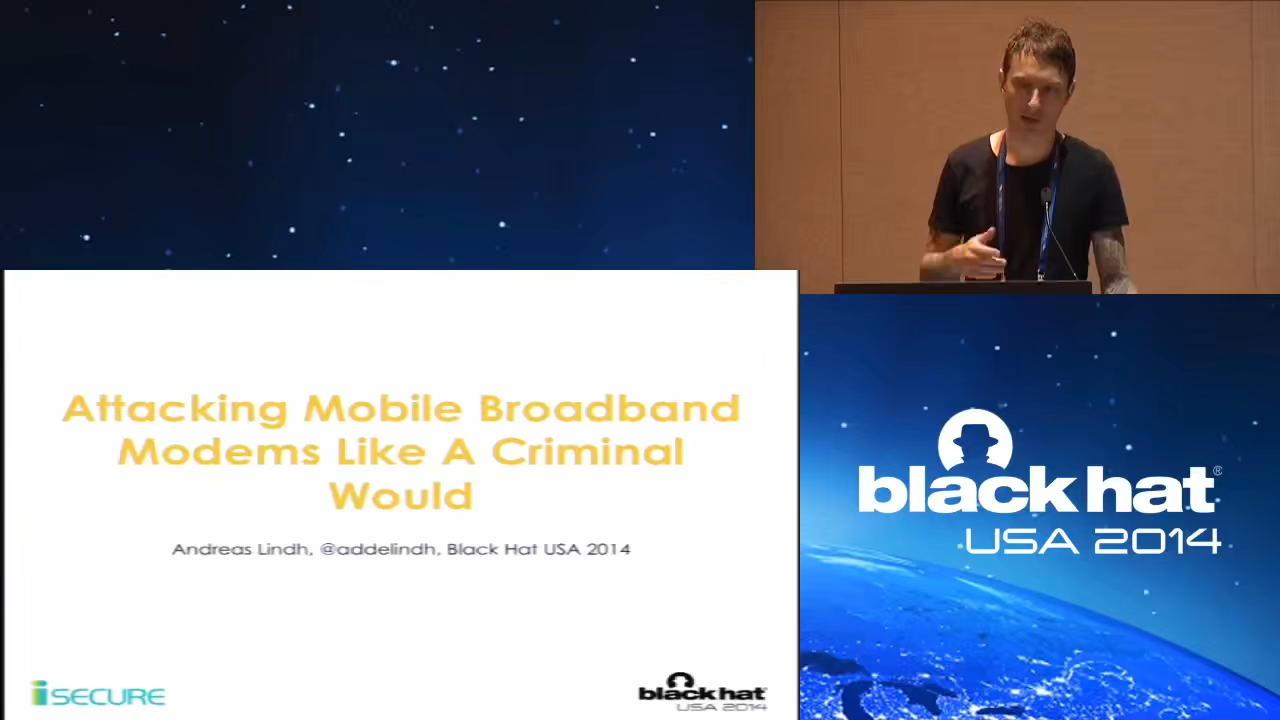 Attacking Mobile Broadband
Modems Like A Criminal
Would
Andreas Lindh, @addelindh, Black Hat USA 2014
iSECURE
black hat
USA 2014
black hat®
USA 2014